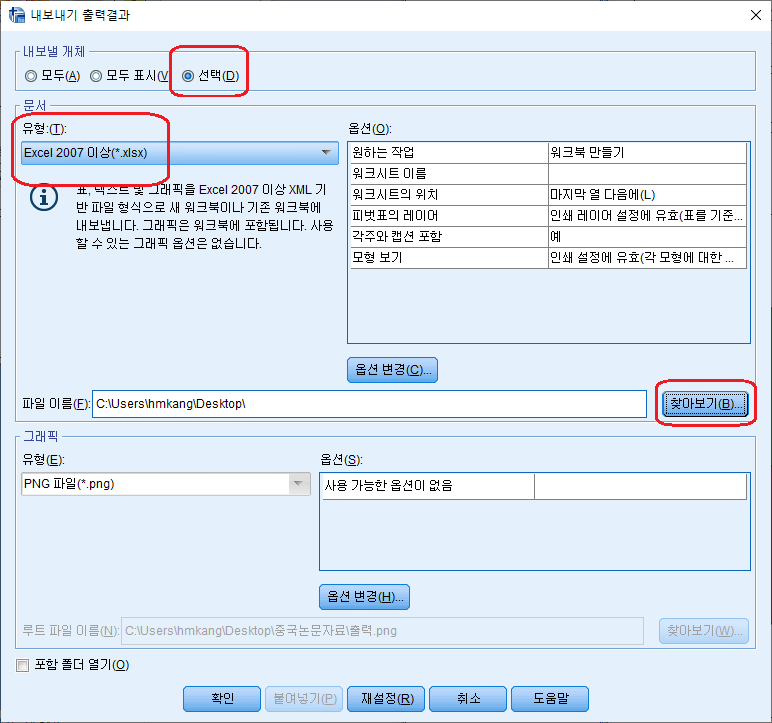 내보내기 출력결과
내보낼 개체
모두(A) 모두 표시(V 선택(D)
문서
유형:(T):
Excel 2007 이상(*.xlsx)
표, 텍스트 및 그래픽을 Excel 2007 이상 XML 기
반 파일 형식으로 새 워크북이나 기존 워크북에
내보냅니다. 그래픽은 워크북에 포함됩니다. 사용
할 수 있는 그래픽 옵션은 없습니다.
옵션(O):
원하는 작업 워크북 만들기
워크시트 이름
워크시트의 위치 마지막 열 다음에(L)
피벗표의 레이어 인쇄 레이어 설정에 유효(표를 기준...
각주와 캡션 포함 예
모형 보기 인쇄 설정에 유효(각 모형에 대한 ...
옵션 변경(C)...
파일 이름(F): C:\Users\hmkang\Desktop\ 찾아보기(B)...
그래픽
유형(E):
PNG 파일(*.png)
옵션(S):
사용 가능한 옵션이 없음
옵션 변경(H)...
루트 파일 이름(N): C:\Users\hmkang\Desktop\중국논문자료\출력.png 찾아보기(W)...
포함 폴더 열기(O)
확인 붙여넣기(P) 재설정(R) 취소 도움말